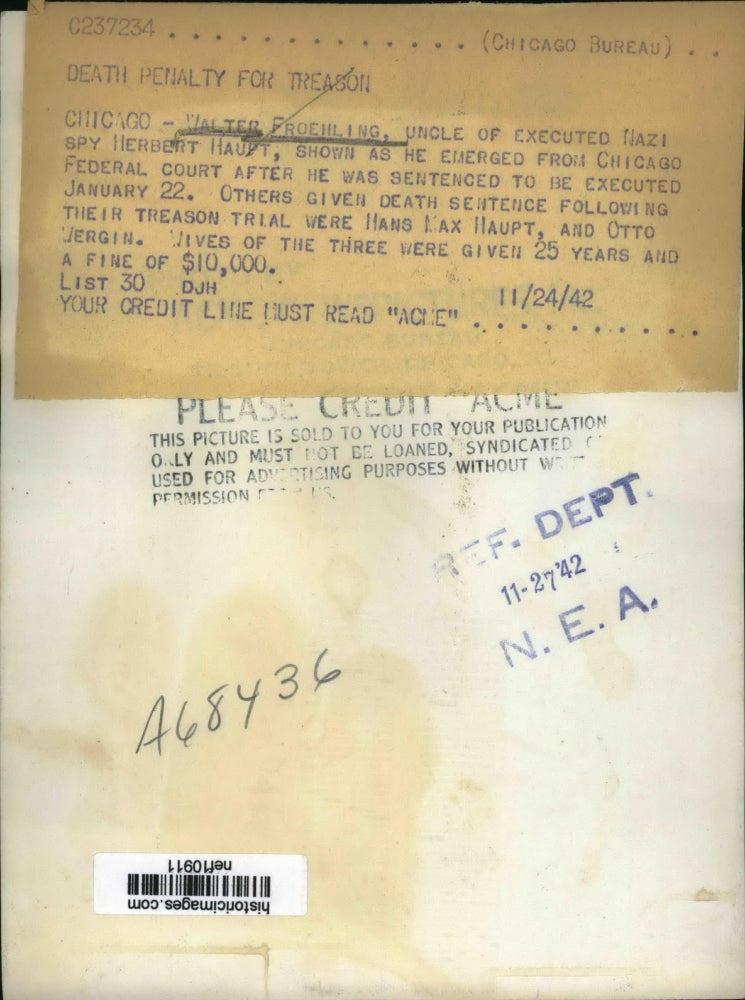 C237234 . . . . . . . . . . . . . (CHICAGO BUREAU) . .
DEATH PENALTY FOR TREASON
CHICAGO - WALTER FROEHLING, UNCLE OF EXECUTED NAZI
SPY HERBERT HAUPT, SHOWN AS HE EMERGED FROM CHICAGO
FEDERAL COURT AFTER HE WAS SENTENCED TO BE EXECUTED
JANUARY 22. OTHERS GIVEN DEATH SENTENCE FOLLOWING
THEIR TREASON TRIAL WERE HANS MAX HAUPT, AND OTTO
WERGIN. WIVES OF THE THREE WERE GIVEN 25 YEARS AND
A FINE OF $10,000.
LIST 30 DJH 11/24/42
YOUR CREDIT LINE MUST READ "ACME" . . . . . . . . . .
PLEASE CREDIT "ACME"
THIS PICTURE IS SOLD TO YOU FOR YOUR PUBLICATION
ONLY AND MUST NOT BE LOANED, SYNDICATED
USED FOR ADVERTISING PURPOSES WITHOUT
PERMISSION
REF. DEPT.
11-27'42
N. E. A.
A68436
historicimages.com
nef10911